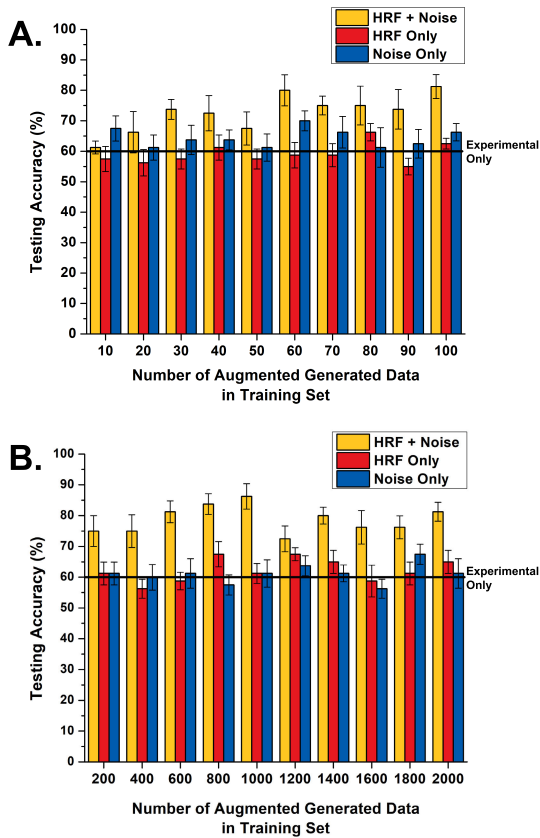 A.
HRF + Noise
HRF Only
Noise Only
100
90
80
70
60
50
40
30
20
10
0
Testing Accuracy (%)
Experimental
Only
10 20 30 40 50 60 70 80 90 100
Number of Augmented Generated Data
in Training Set
B.
HRF + Noise
HRF Only
Noise Only
100
90
80
70
60
50
40
30
20
10
0
Testing Accuracy (%)
Experimental
Only
200 400 600 800 1000 1200 1400 1600 1800 2000
Number of Augmented Generated Data
in Training Set